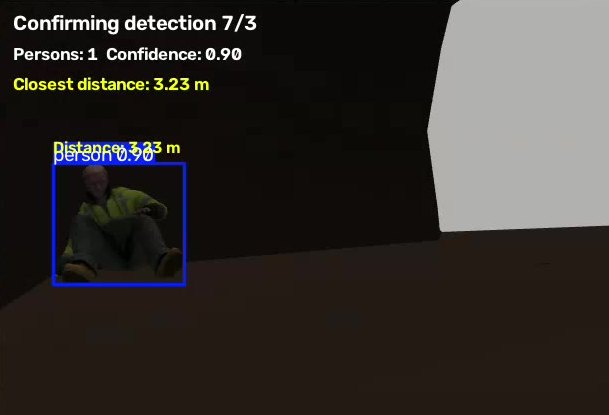 Confirming detection 7/3
Persons: 1 Confidence: 0.90
Closest distance: 3.23 m
Distance: 3.23 m
person 0.90